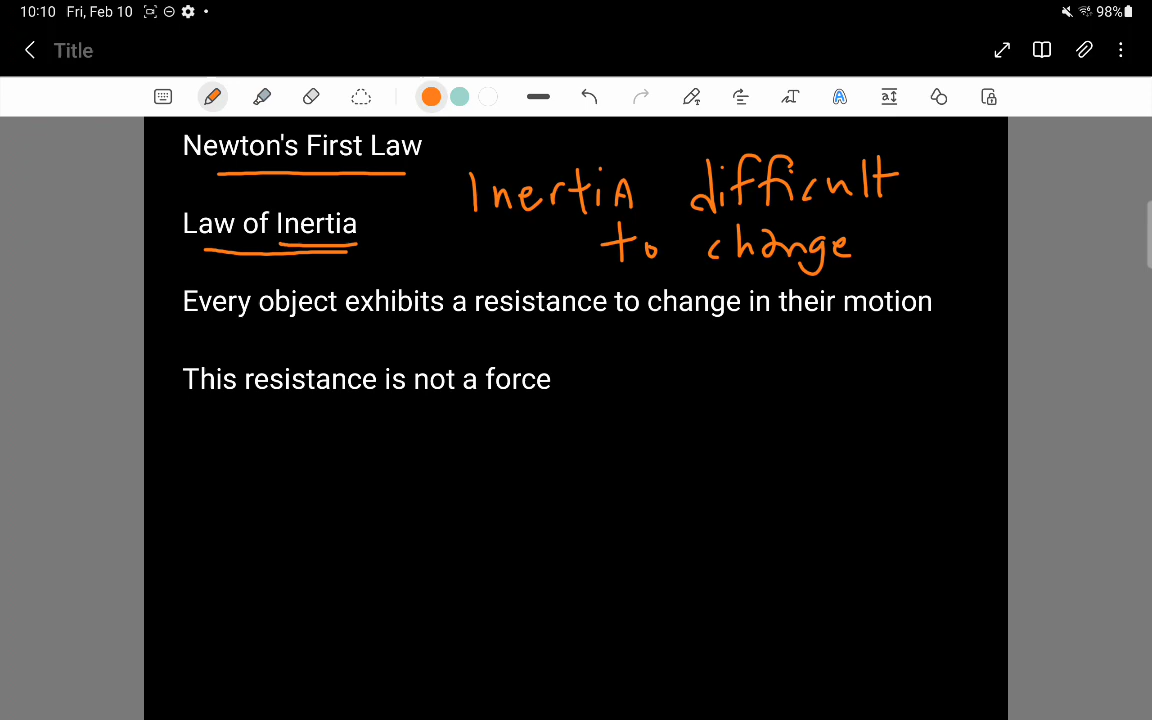 10:10 Fri, Feb 10 98%
Title
Newton's First Law
InertiA difficult
Law of Inertia
to change
Every object exhibits a resistance to change in their motion
This resistance is not a force